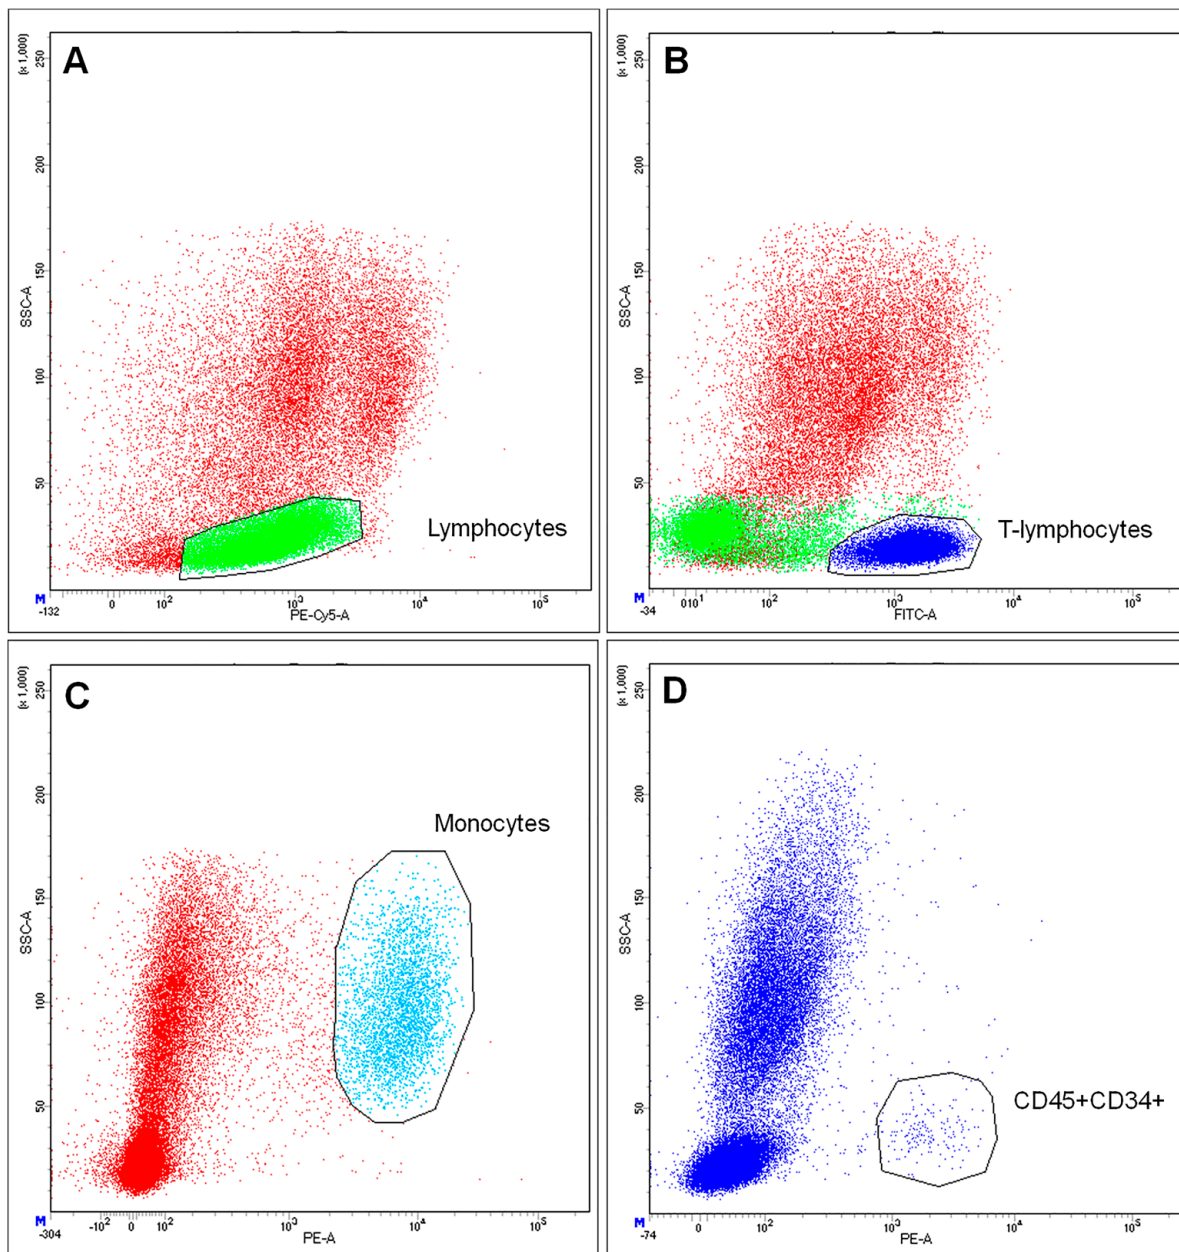 A
(x 1,000)
250
200
150
100
50
SSC-A
Lymphocytes
M
-132
0
10²
10³
10⁴
10⁵
PE-Cy5-A
B
(x 1,000)
250
200
150
100
50
SSC-A
T-lymphocytes
M
-34
010¹
10²
10³
10⁴
10⁵
FITC-A
C
(x 1,000)
250
200
150
100
50
SSC-A
Monocytes
M
-304
-10²
0
10²
10³
10⁴
10⁵
PE-A
D
(x 1,000)
250
200
150
100
50
SSC-A
CD45+CD34+
M
-74
0
10²
10³
10⁴
10⁵
PE-A